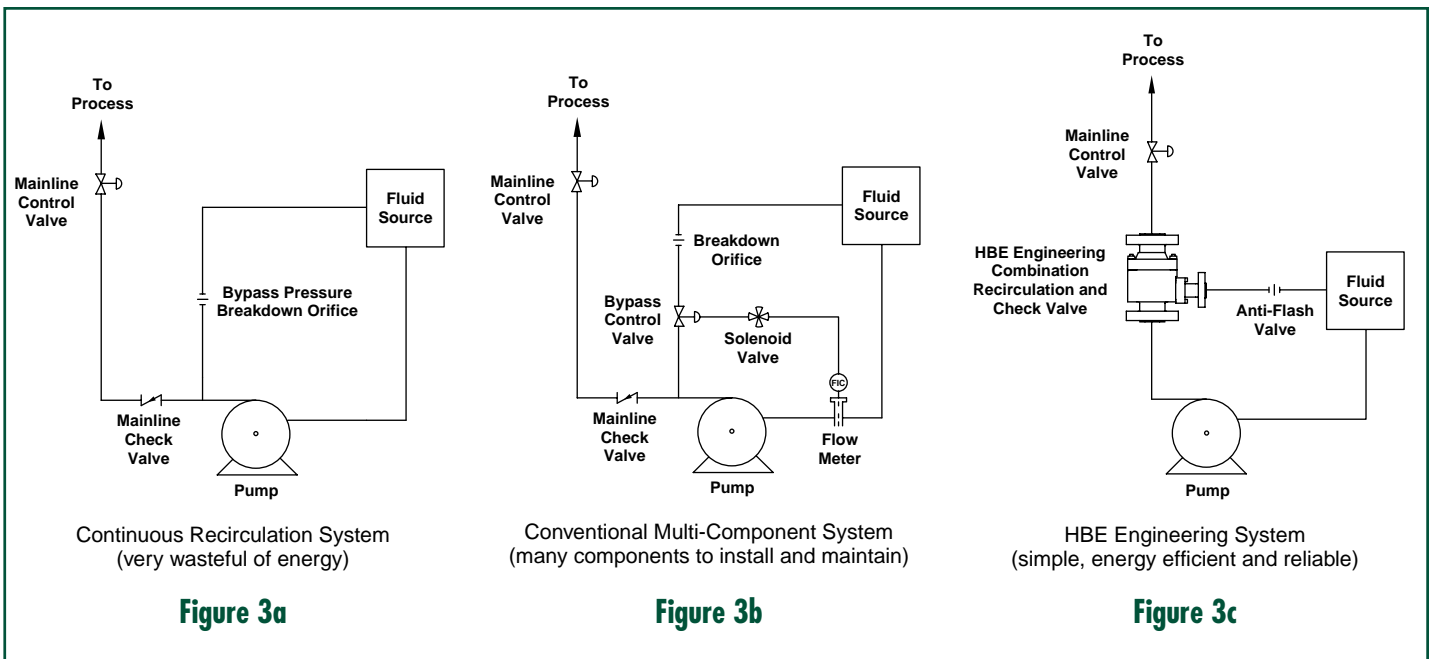 To
Process
Mainline
Control
Valve
Fluid
Source
Bypass Pressure
Breakdown Orifice
Mainline
Check
Valve
Pump
Continuous Recirculation System
(very wasteful of energy)
Figure 3a
To
Process
Mainline
Control
Valve
Fluid
Source
Breakdown
Orifice
Bypass
Control
Valve
Solenoid
Valve
FIC
Mainline
Check
Valve
Flow
Meter
Pump
Conventional Multi-Component System
(many components to install and maintain)
Figure 3b
To
Process
Mainline
Control
Valve
HBE Engineering
Combination
Recirculation and
Check Valve
Fluid
Source
Anti-Flash
Valve
Pump
HBE Engineering System
(simple, energy efficient and reliable)
Figure 3c